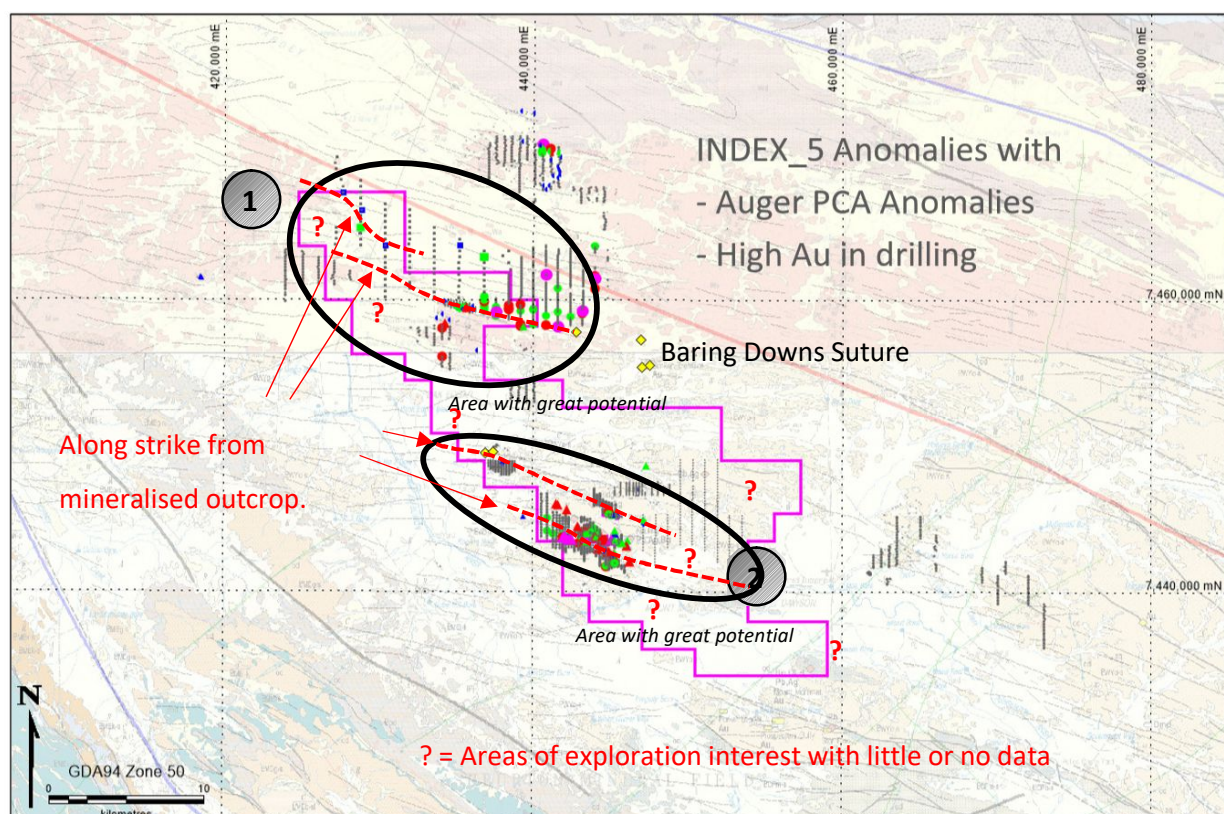 420,000 mE
440,000 mE
460,000 mE
480,000 mE
INDEX_5 Anomalies with
- Auger PCA Anomalies
- High Au in drilling
1
?
?
7,460,000 mN
Baring Downs Suture
Area with great potential
?
Along strike from
mineralised outcrop.
?
?
2
7,440,000 mN
?
Area with great potential
?
N
? = Areas of exploration interest with little or no data
GDA94 Zone 50
0
10
kilometres